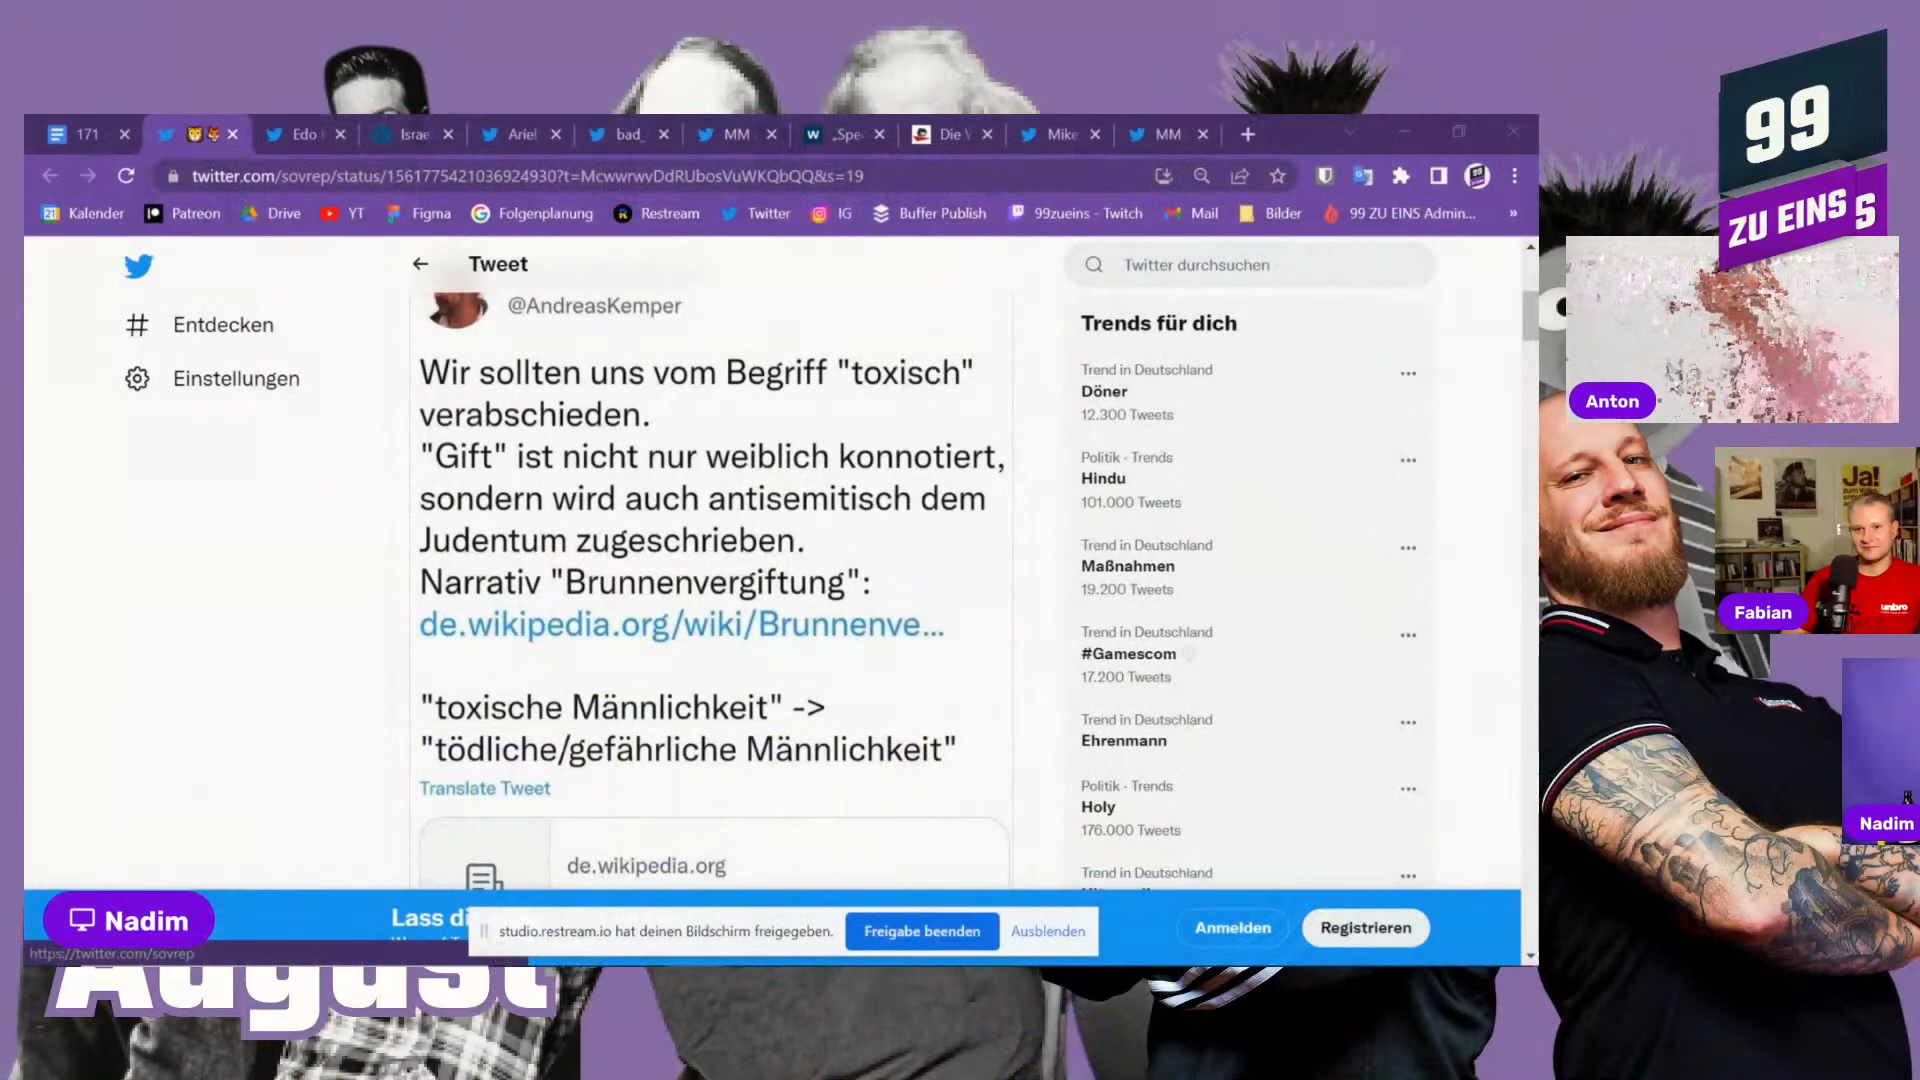 171
Edo
Israe
Ariel
bad_
MM
„Spe
Die V
Mike
MM
twitter.com/sovrep/status/1561775421036924930?t=McwwrwvDdRUbosVuWKQbQQ&s=19
Kalender
Patreon
Drive
YT
Figma
Folgenplanung
Restream
Twitter
IG
Buffer Publish
99zueins - Twitch
Mail
Bilder
99 ZU EINS Admin...
»
99
ZU EINS
S
Tweet
@AndreasKemper
Entdecken
Einstellungen
Wir sollten uns vom Begriff "toxisch"
verabschieden.
"Gift" ist nicht nur weiblich konnotiert,
sondern wird auch antisemitisch dem
Judentum zugeschrieben.
Narrativ "Brunnenvergiftung":
de.wikipedia.org/wiki/Brunnenve...
"toxische Männlichkeit" ->
"tödliche/gefährliche Männlichkeit"
Translate Tweet
de.wikipedia.org
Twitter durchsuchen
Trends für dich
Trend in Deutschland
Döner
12.300 Tweets
Politik · Trends
Hindu
101.000 Tweets
Trend in Deutschland
Maßnahmen
19.200 Tweets
Trend in Deutschland
#Gamescom
17.200 Tweets
Trend in Deutschland
Ehrenmann
Politik · Trends
Holy
176.000 Tweets
Trend in Deutschland
Anton
Ja!
unbro
Fabian
Nadim
Nadim
Lass di
studio.restream.io hat deinen Bildschirm freigegeben.
Freigabe beenden
Ausblenden
Anmelden
Registrieren
https://twitter.com/sovrep
August